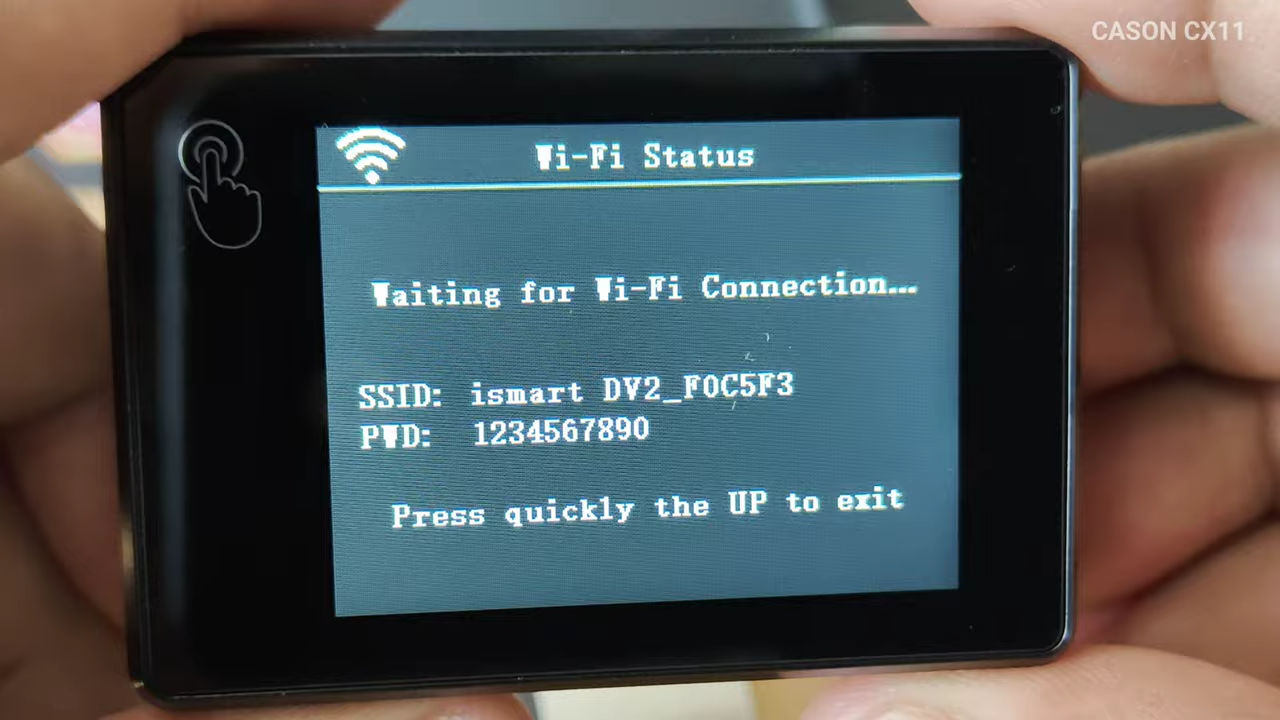 CASON CX11
Wi-Fi Status
Waiting for Wi-Fi Connection...
SSID: ismart DV2_F0C5F3
PWD: 1234567890
Press quickly the UP to exit